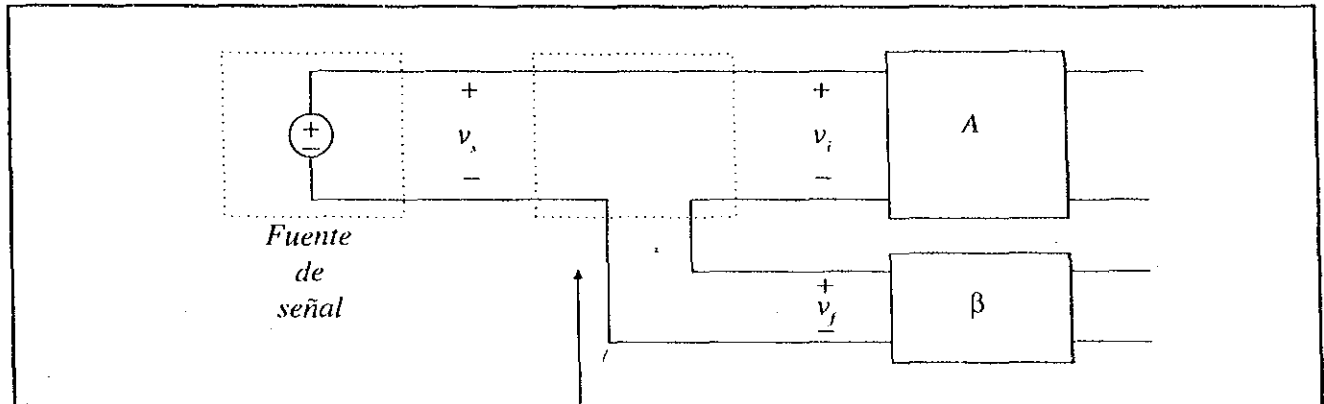 + + +
v_s v_i A
− −
Fuente
de
señal
+
v_f β
−